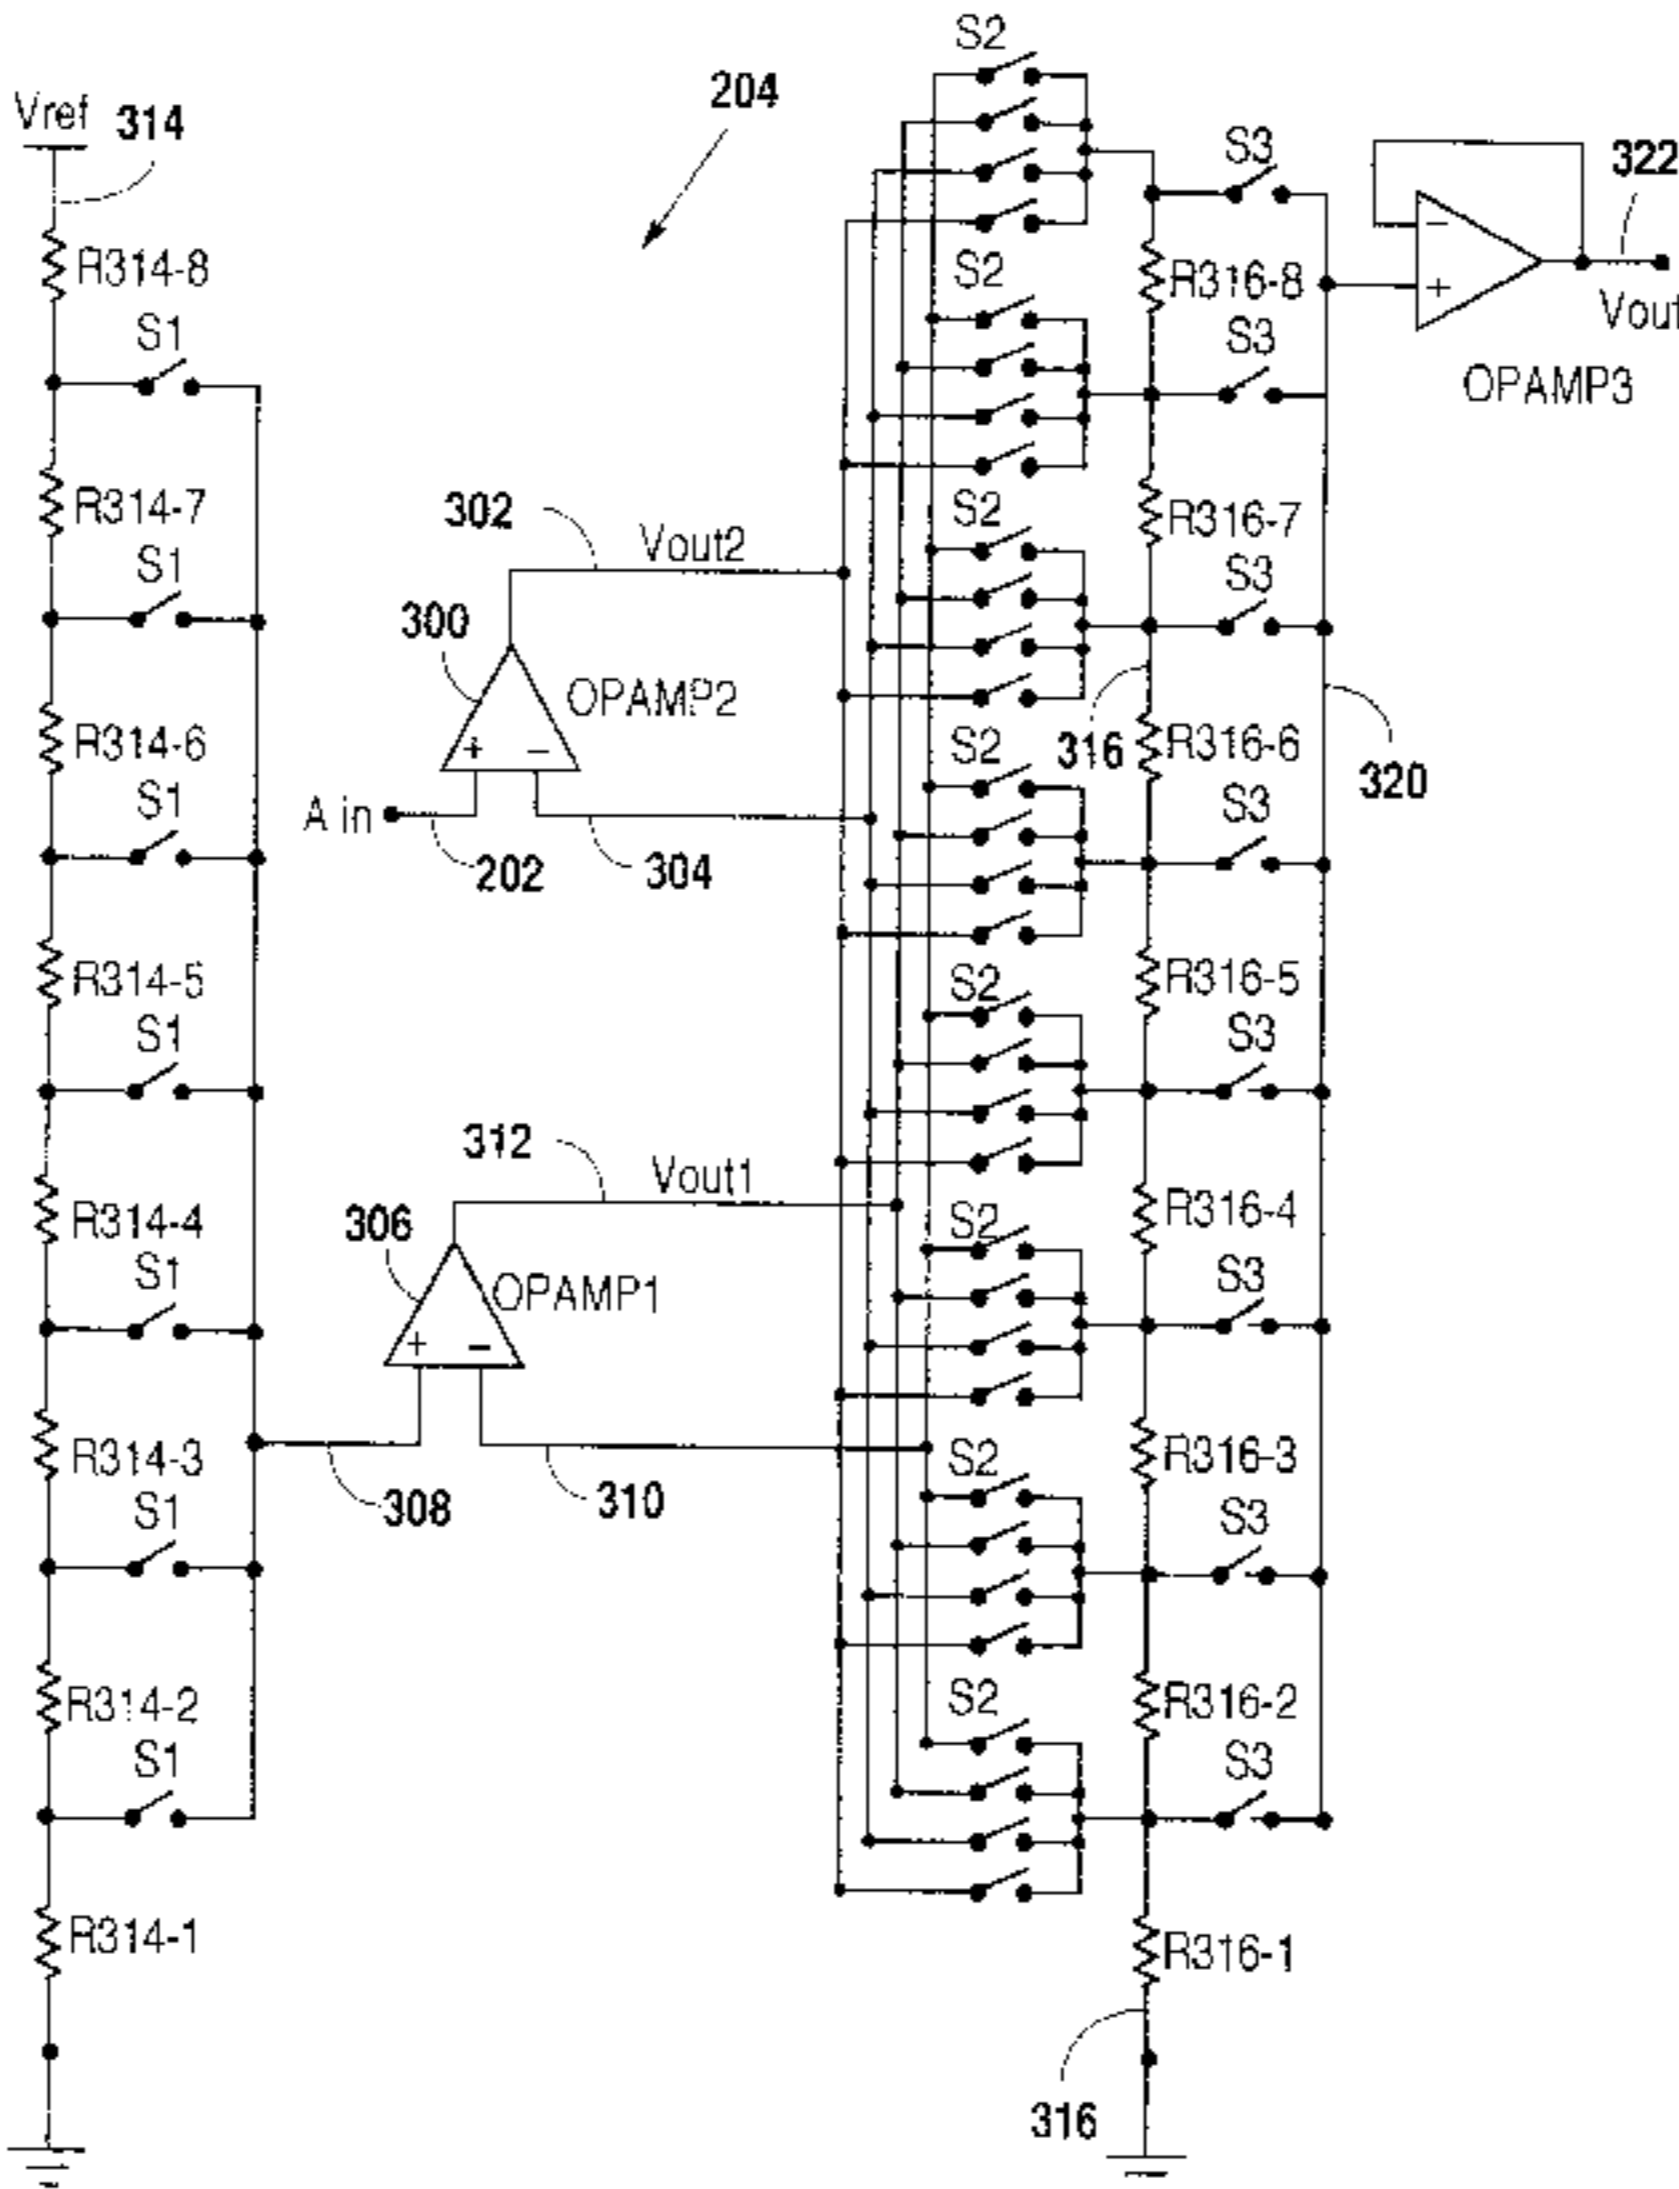 S2
204
Vref 314
S3
322
R314-8
S2
R316-8
Vout
S1
S3
OPAMP3
R314-7
302
S2
R316-7
Vout2
S1
S3
300
OPAMP2
R314-6
S2
316
R316-6
320
S1
A in
S3
202
304
R314-5
S2
R316-5
S1
S3
312
Vout1
R314-4
306
S2
R316-4
S1
OPAMP1
S3
R314-3
S2
R316-3
308
310
S1
S3
R314-2
S2
R316-2
S1
S3
R314-1
R316-1
316
+
-
+
-
-
+